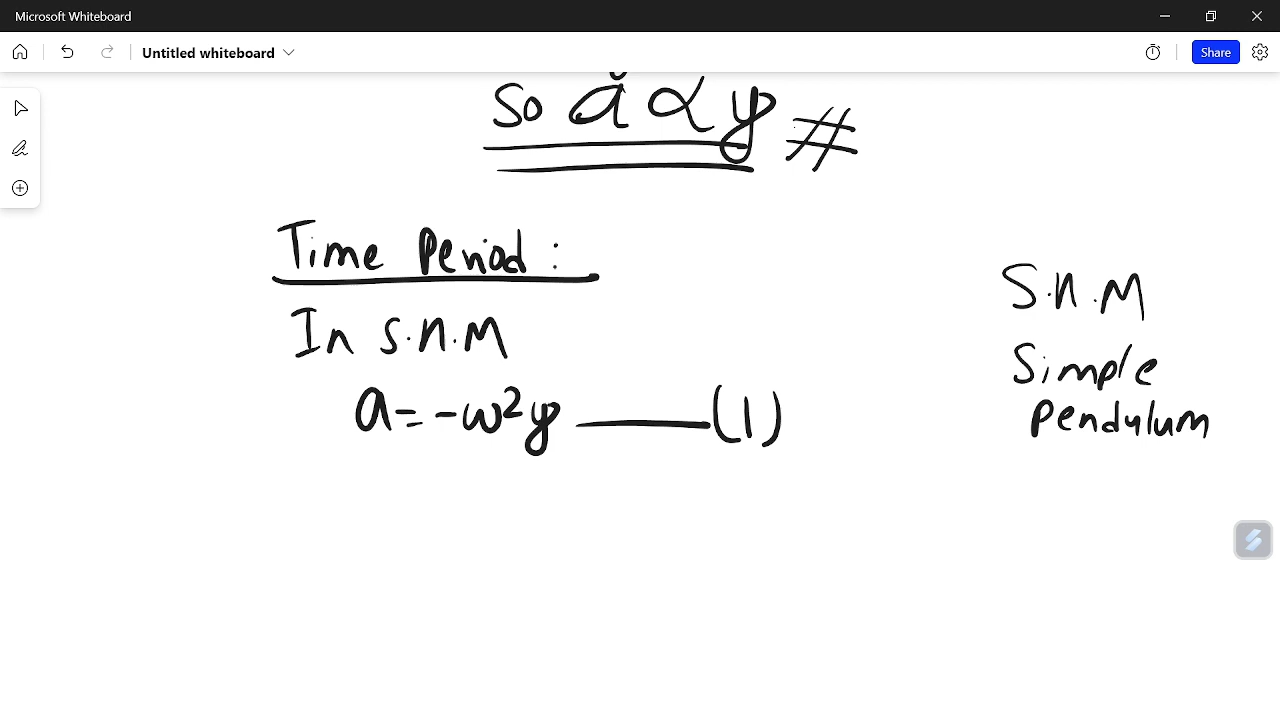 Microsoft Whiteboard
Untitled whiteboard
Share
So a ∝ y #
Time Period :
In S.H.M
a = -ω²y ——— (1)
S.H.M
Simple
Pendulum